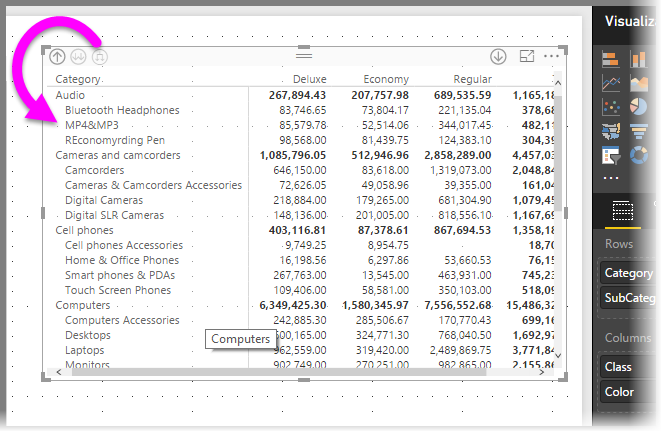 Visualiza
Category Deluxe Economy Regular
Audio 267,894.43 207,757.98 689,535.59 1,165,18
Bluetooth Headphones 83,746.65 73,804.17 221,135.04 378,68
MP4&MP3 85,579.78 52,514.06 344,017.45 482,11
REconomyrding Pen 98,568.00 81,439.75 124,383.10 304,39
Cameras and camcorders 1,085,796.05 512,946.96 2,858,289.00 4,457,03
Camcorders 646,150.00 83,618.00 1,319,073.00 2,048,84
Cameras & Camcorders Accessories 72,626.05 49,058.96 39,355.00 161,04
Digital Cameras 218,884.00 179,265.00 681,304.90 1,079,45
Digital SLR Cameras 148,136.00 201,005.00 818,556.10 1,167,69
Cell phones 403,116.81 87,378.61 867,694.53 1,358,18
Cell phones Accessories 9,749.25 8,954.75 18,70
Home & Office Phones 16,198.56 6,297.86 53,660.53 76,15
Smart phones & PDAs 267,763.00 13,545.00 463,931.00 745,23
Touch Screen Phones 109,406.00 58,581.00 350,103.00 518,09
Computers 6,349,425.30 1,580,345.97 7,556,552.68 15,486,32
Computers Accessories 242,885.30 285,506.67 170,770.43 699,16
Desktops 00,165.00 324,771.30 768,040.50 1,692,97
Computers
Laptops 962,559.00 319,420.00 2,489,869.75 3,771,84
Monitors 902,749.00 270,251.00 982,865.00 2,155,86
Rows
Category
SubCateg
Columns
Class
Color